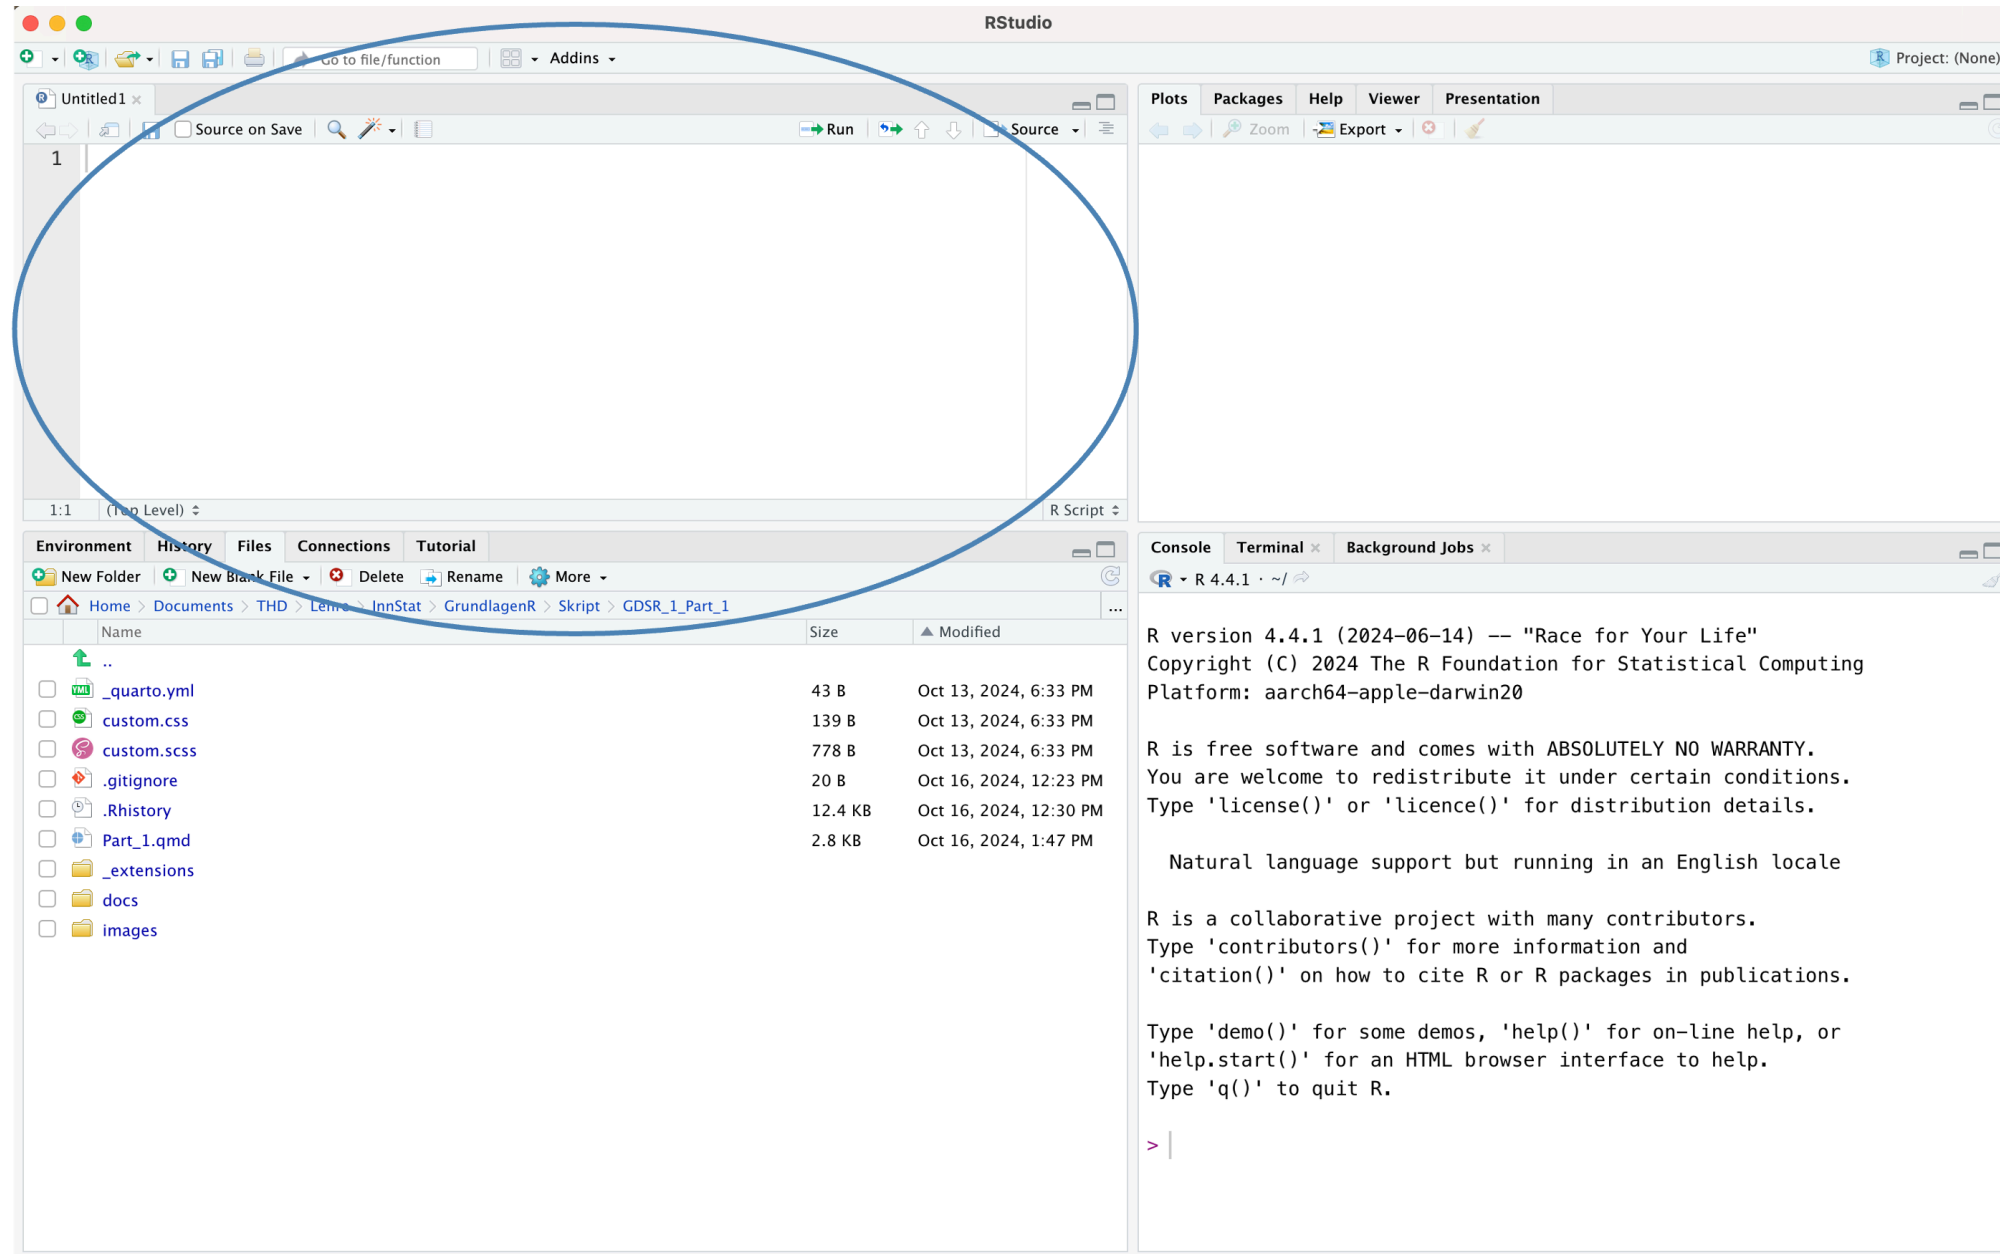 RStudio
Go to file/function Addins Project: (None)
Untitled1
Source on Save Run Source
1
1:1 (Top Level) R Script
Plots Packages Help Viewer Presentation
Zoom Export
Environment History Files Connections Tutorial
New Folder New Blank File Delete Rename More
Home Documents THD Lehre InnStat GrundlagenR Skript GDSR_1_Part_1 ...
Name Size Modified
..
_quarto.yml 43 B Oct 13, 2024, 6:33 PM
custom.css 139 B Oct 13, 2024, 6:33 PM
custom.scss 778 B Oct 13, 2024, 6:33 PM
.gitignore 20 B Oct 16, 2024, 12:23 PM
.Rhistory 12.4 KB Oct 16, 2024, 12:30 PM
Part_1.qmd 2.8 KB Oct 16, 2024, 1:47 PM
_extensions
docs
images
Console Terminal Background Jobs
R 4.4.1 · ~/
R version 4.4.1 (2024-06-14) -- "Race for Your Life"
Copyright (C) 2024 The R Foundation for Statistical Computing
Platform: aarch64-apple-darwin20
R is free software and comes with ABSOLUTELY NO WARRANTY.
You are welcome to redistribute it under certain conditions.
Type 'license()' or 'licence()' for distribution details.
Natural language support but running in an English locale
R is a collaborative project with many contributors.
Type 'contributors()' for more information and
'citation()' on how to cite R or R packages in publications.
Type 'demo()' for some demos, 'help()' for on-line help, or
'help.start()' for an HTML browser interface to help.
Type 'q()' to quit R.
>